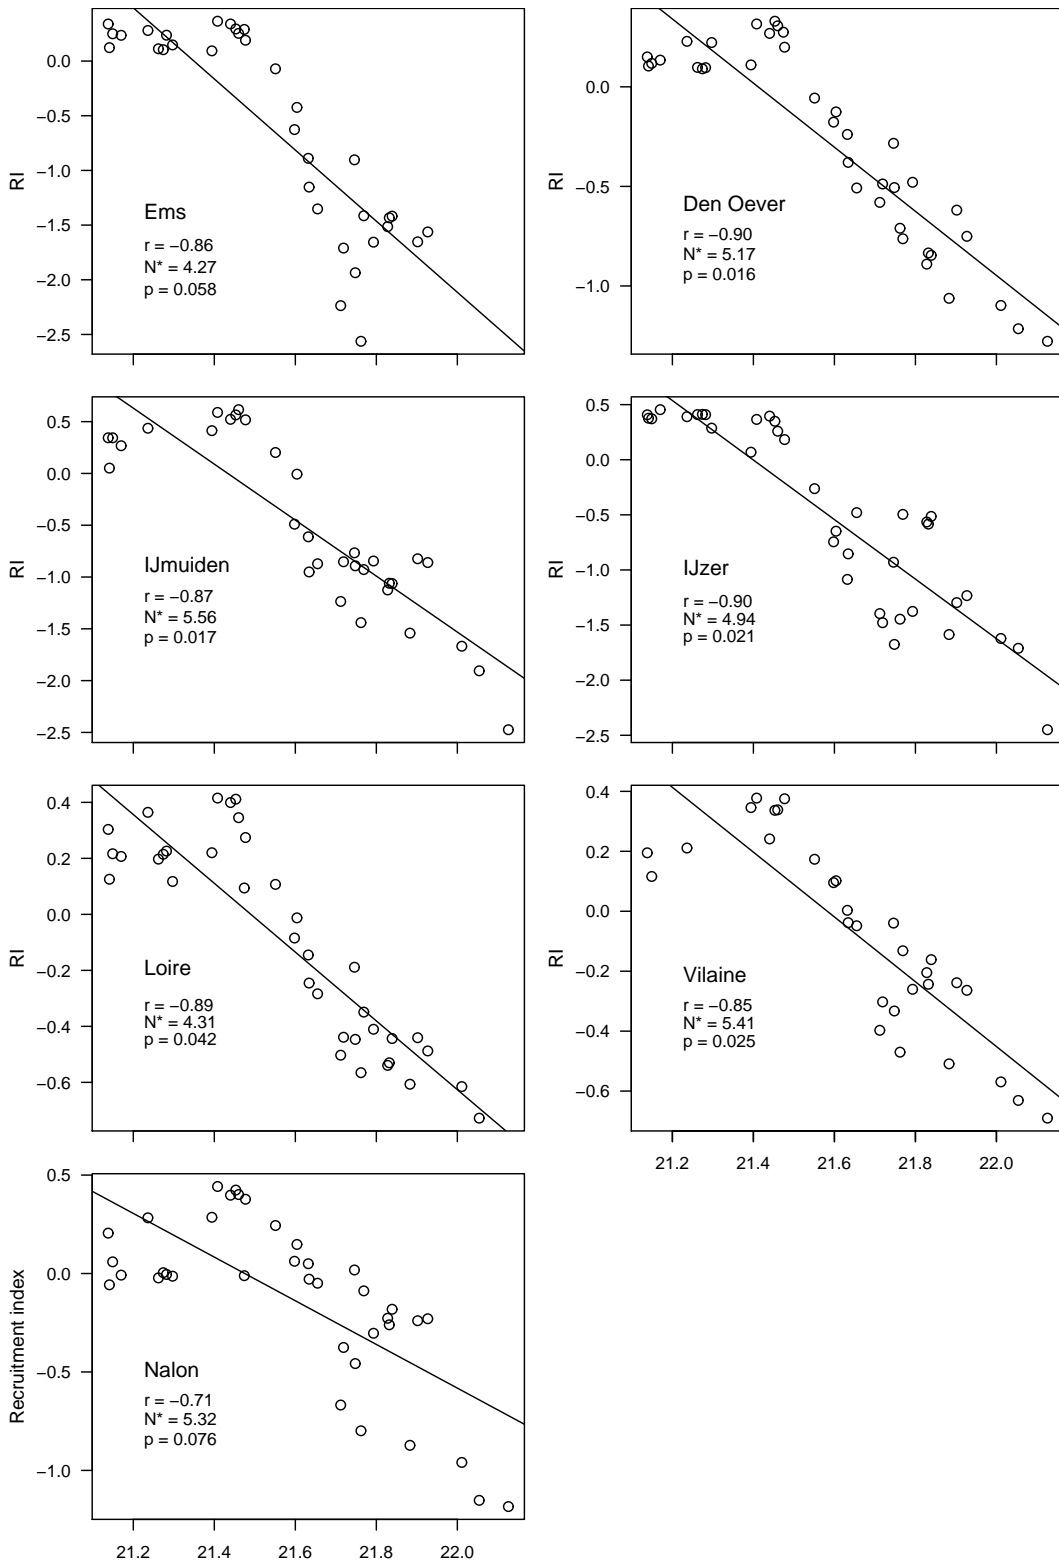 0.0
−0.5
−1.0
−1.5
−2.0
−2.5
RI
Ems
r = −0.86
N* = 4.27
p = 0.058
0.0
−0.5
−1.0
RI
Den Oever
r = −0.90
N* = 5.17
p = 0.016
0.5
0.0
−0.5
−1.0
−1.5
−2.0
−2.5
RI
IJmuiden
r = −0.87
N* = 5.56
p = 0.017
0.5
0.0
−0.5
−1.0
−1.5
−2.0
−2.5
RI
IJzer
r = −0.90
N* = 4.94
p = 0.021
0.4
0.2
0.0
−0.2
−0.4
−0.6
RI
Loire
r = −0.89
N* = 4.31
p = 0.042
0.4
0.2
0.0
−0.2
−0.4
−0.6
RI
Vilaine
r = −0.85
N* = 5.41
p = 0.025
21.2 21.4 21.6 21.8 22.0
0.5
0.0
−0.5
−1.0
Recruitment index
Nalon
r = −0.71
N* = 5.32
p = 0.076
21.2 21.4 21.6 21.8 22.0